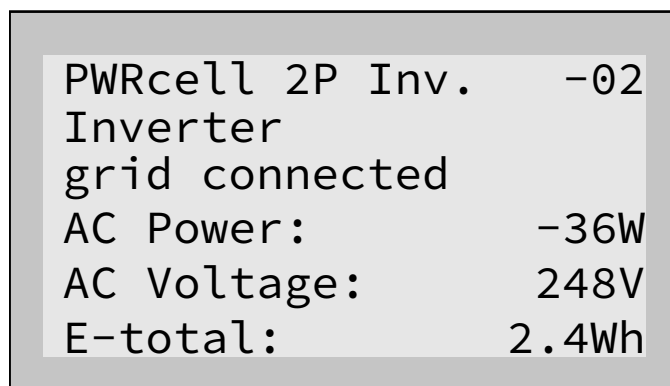 PWRcell 2P Inv. -02
Inverter
grid connected
AC Power: -36W
AC Voltage: 248V
E-total: 2.4Wh